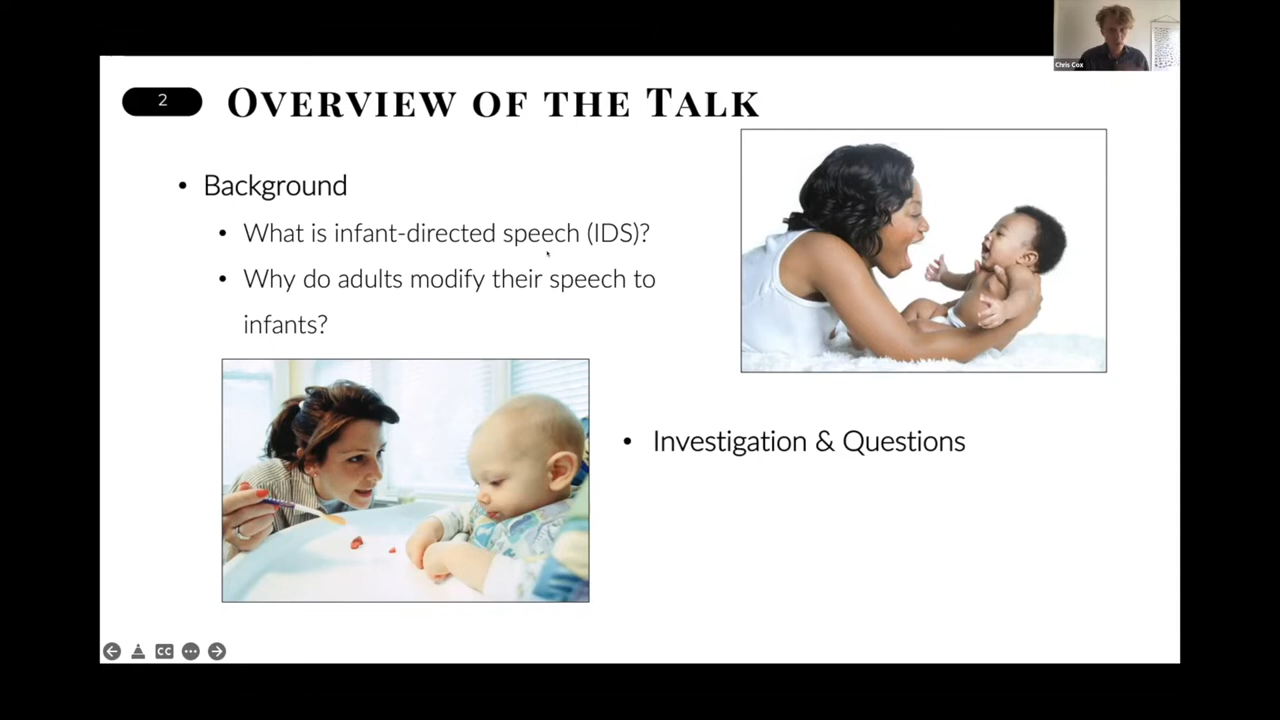 Chris Cox
2
OVERVIEW OF THE TALK
• Background
• What is infant-directed speech (IDS)?
• Why do adults modify their speech to
infants?
• Investigation & Questions
CC